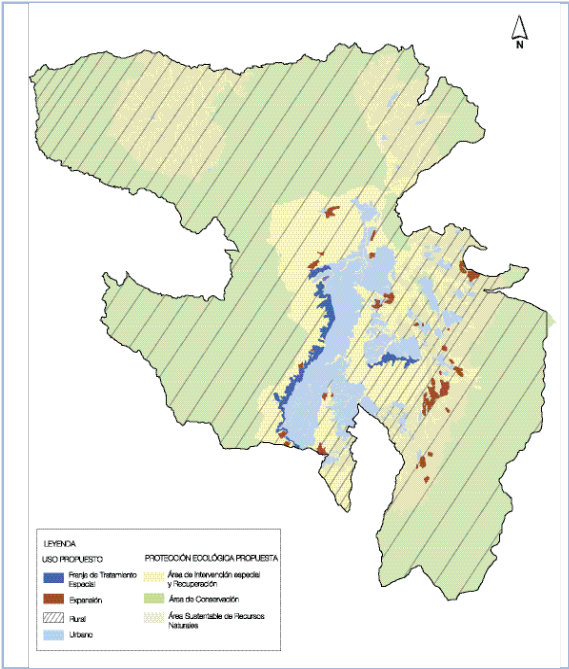 N
LEYENDA
USO PROPUESTO
PROTECCIÓN ECOLÓGICA PROPUESTA
Franja de Tratamiento
Especial
Expansión
Rural
Urbano
Área de Intervención especial
y Recuperación
Área de Conservación
Área Sustentable de Recursos
Naturales